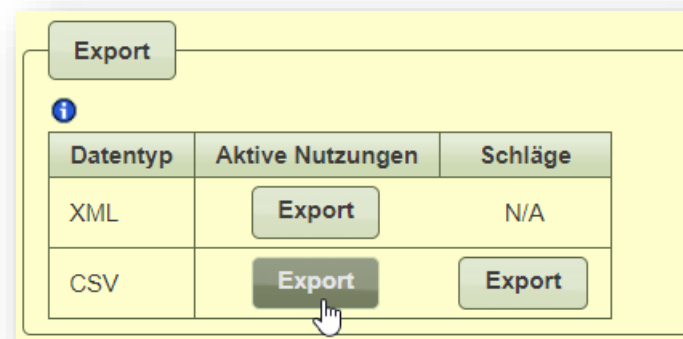 Export
Datentyp Aktive Nutzungen Schläge
XML Export N/A
CSV Export Export